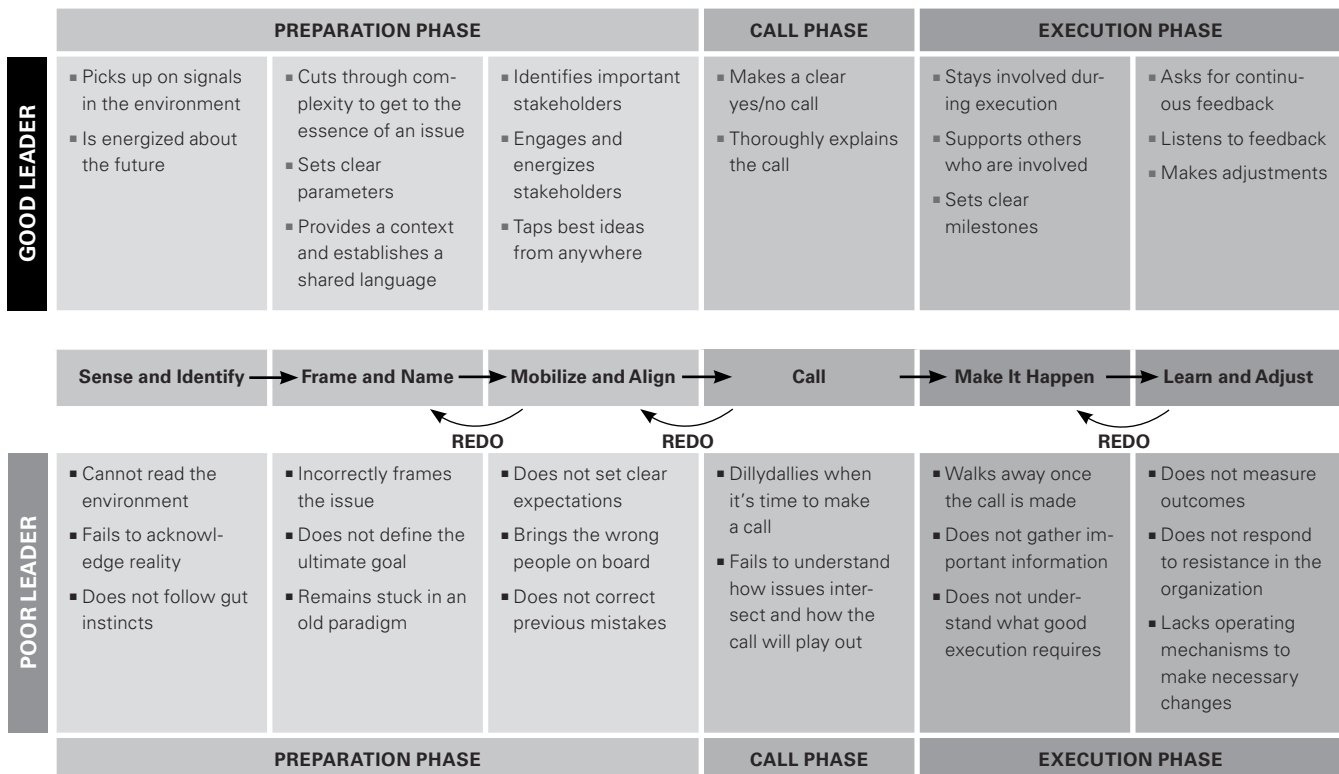 PREPARATION PHASE
CALL PHASE
EXECUTION PHASE
GOOD LEADER
▪ Picks up on signals
in the environment
▪ Is energized about
the future
▪ Cuts through com-
plexity to get to the
essence of an issue
▪ Sets clear
parameters
▪ Provides a context
and establishes a
shared language
▪ Identifies important
stakeholders
▪ Engages and
energizes
stakeholders
▪ Taps best ideas
from anywhere
▪ Makes a clear
yes/no call
▪ Thoroughly explains
the call
▪ Stays involved dur-
ing execution
▪ Supports others
who are involved
▪ Sets clear
milestones
▪ Asks for continu-
ous feedback
▪ Listens to feedback
▪ Makes adjustments
Sense and Identify
Frame and Name
Mobilize and Align
Call
Make It Happen
Learn and Adjust
REDO
REDO
REDO
POOR LEADER
▪ Cannot read the
environment
▪ Fails to acknowl-
edge reality
▪ Does not follow gut
instincts
▪ Incorrectly frames
the issue
▪ Does not define the
ultimate goal
▪ Remains stuck in an
old paradigm
▪ Does not set clear
expectations
▪ Brings the wrong
people on board
▪ Does not correct
previous mistakes
▪ Dillydallies when
it's time to make
a call
▪ Fails to understand
how issues inter-
sect and how the
call will play out
▪ Walks away once
the call is made
▪ Does not gather im-
portant information
▪ Does not under-
stand what good
execution requires
▪ Does not measure
outcomes
▪ Does not respond
to resistance in the
organization
▪ Lacks operating
mechanisms to
make necessary
changes
PREPARATION PHASE
CALL PHASE
EXECUTION PHASE